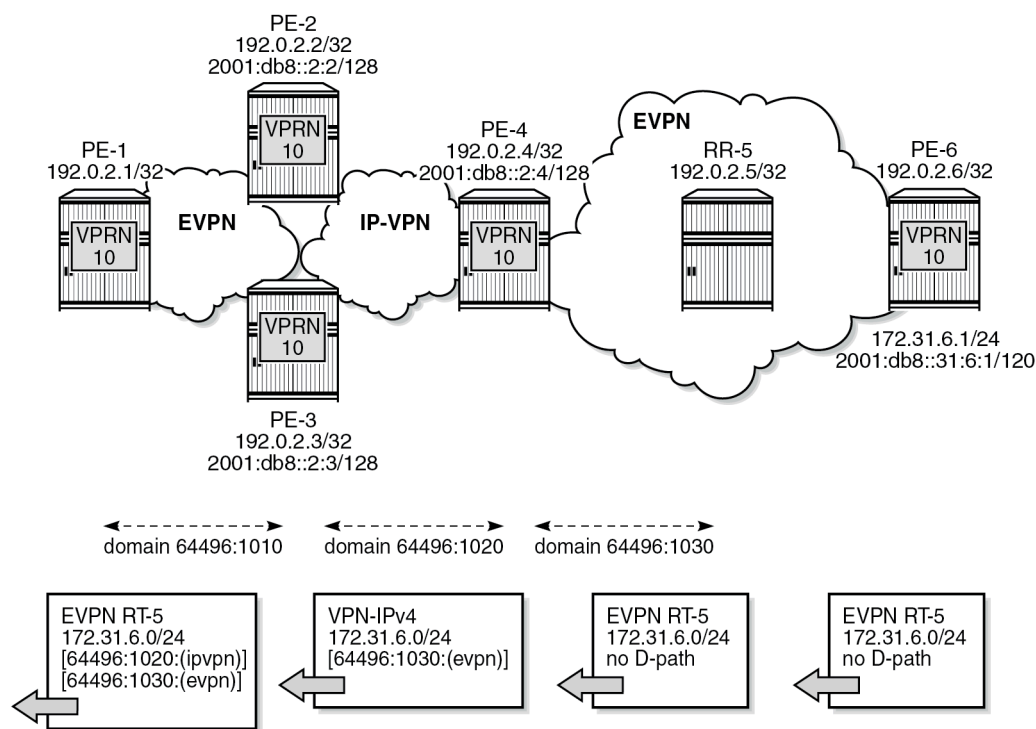 PE-2
192.0.2.2/32
2001:db8::2:2/128
VPRN
10
PE-1
192.0.2.1/32
VPRN
10
EVPN
IP-VPN
PE-4
192.0.2.4/32
2001:db8::2:4/128
VPRN
10
EVPN
RR-5
192.0.2.5/32
PE-6
192.0.2.6/32
VPRN
10
172.31.6.1/24
2001:db8::31:6:1/120
VPRN
10
PE-3
192.0.2.3/32
2001:db8::2:3/128
domain 64496:1010
domain 64496:1020
domain 64496:1030
EVPN RT-5
172.31.6.0/24
[64496:1020:(ipvpn)]
[64496:1030:(evpn)]
VPN-IPv4
172.31.6.0/24
[64496:1030:(evpn)]
EVPN RT-5
172.31.6.0/24
no D-path
EVPN RT-5
172.31.6.0/24
no D-path